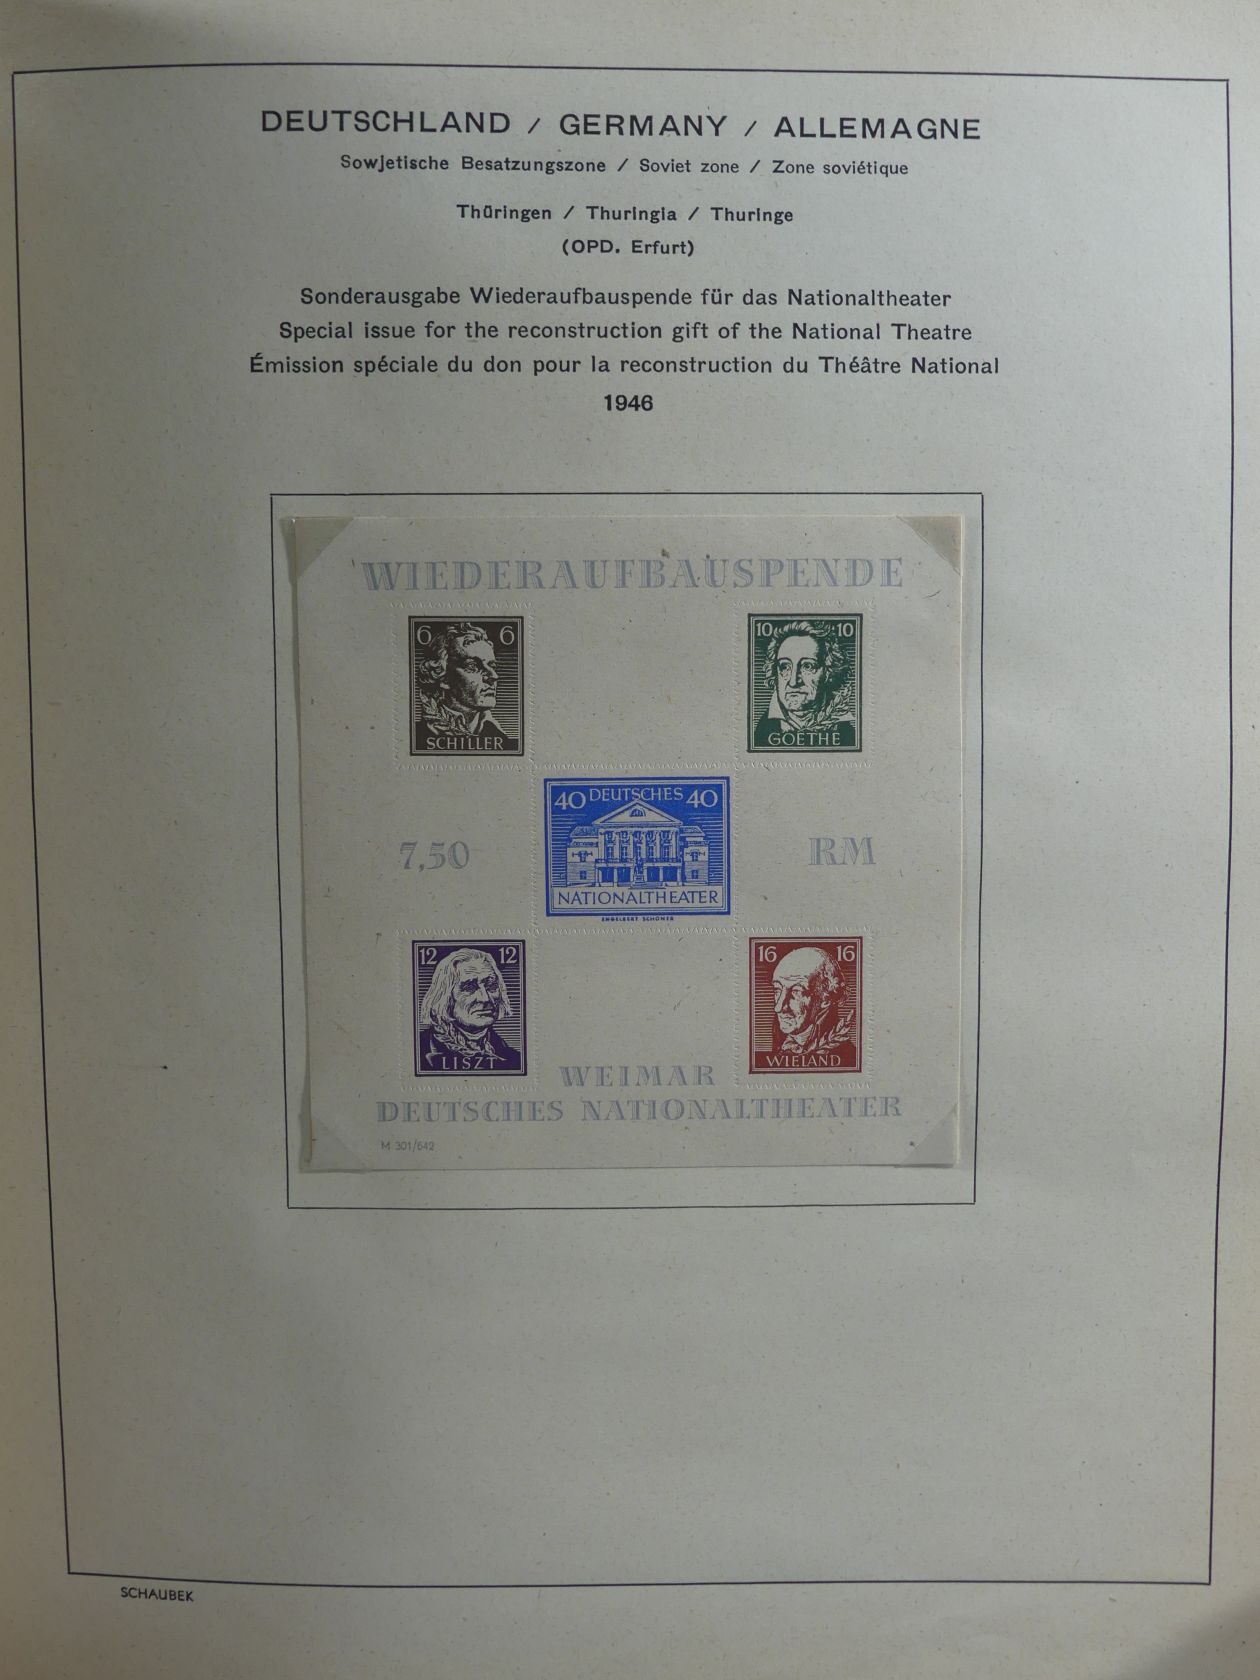 DEUTSCHLAND / GERMANY / ALLEMAGNE
Sowjetische Besatzungszone / Soviet zone / Zone soviétique
Thüringen / Thuringia / Thuringe
(OPD. Erfurt)
Sonderausgabe Wiederaufbauspende für das Nationaltheater
Special issue for the reconstruction gift of the National Theatre
Émission spéciale du don pour la reconstruction du Théâtre National
1946
WIEDERAUFBAUSPENDE
6 6
SCHILLER
10 10
GOETHE
40 DEUTSCHES 40
NATIONALTHEATER
ENGELBERT SCHONER
7,50 RM
12 12
LISZT
16 16
WIELAND
WEIMAR
DEUTSCHES NATIONALTHEATER
M 301/642
SCHAUBEK